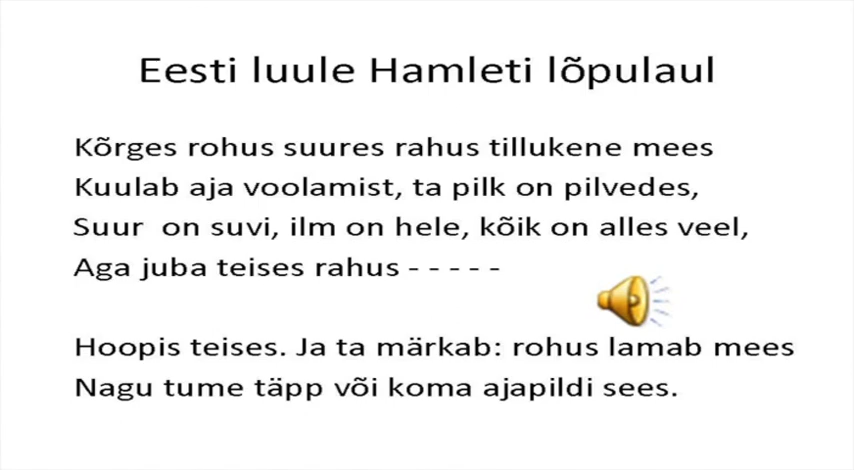 Eesti luule Hamleti lõpulaul
Kõrges rohus suures rahus tillukene mees
Kuulab aja voolamist, ta pilk on pilvedes,
Suur on suvi, ilm on hele, kõik on alles veel,
Aga juba teises rahus - - - - -
Hoopis teises. Ja ta märkab: rohus lamab mees
Nagu tume täpp või koma ajapildi sees.